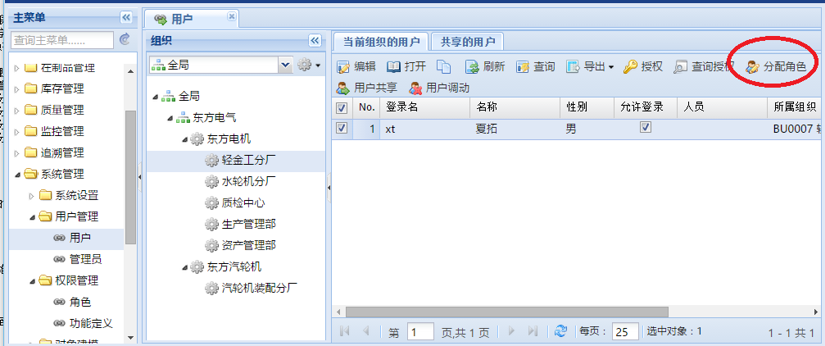 主菜单
查询主菜单......
在制品管理
库存管理
质量管理
监控管理
追溯管理
系统管理
系统设置
用户管理
用户
管理员
权限管理
角色
功能定义
对象建模
用户
组织
全局
全局
东方电气
东方电机
轻金工分厂
水轮机分厂
质检中心
生产管理部
资产管理部
东方汽轮机
汽轮机装配分厂
当前组织的用户 共享的用户
编辑 打开 刷新 查询 导出 授权 查询授权 分配角色
用户共享 用户调动
No. 登录名 名称 性别 允许登录 人员 所属组织
1 xt 夏拓 男 BU0007
第 1 页,共 1 页 每页: 25 选中对象:1 1 - 1 共 1